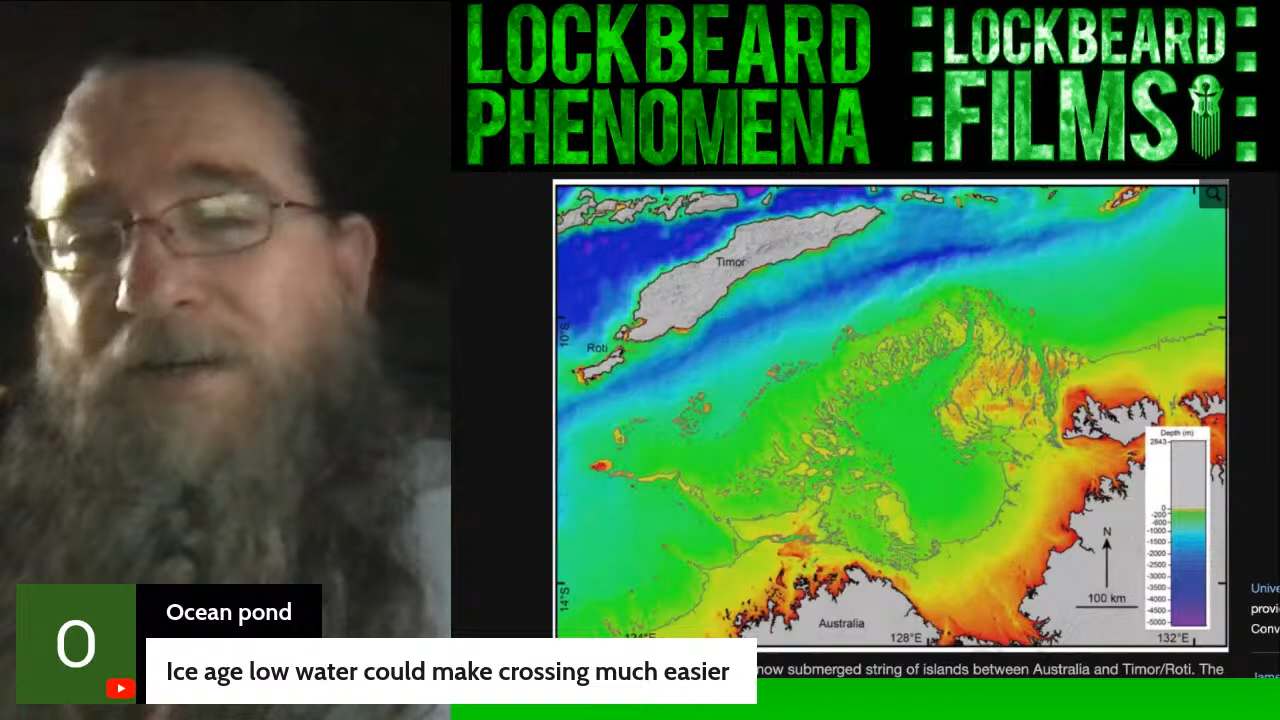 LOCKBEARD
PHENOMENA
LOCKBEARD
FILMS
Timor
Roti
10°S
14°S
Australia
128°E
132°E
Depth (m)
2843
0
-200
-600
-1000
-1500
-2000
-2500
-3000
-3500
-4000
-4500
-5000
N
100 km
now submerged string of islands between Australia and Timor/Roti. The
Unive
provi
Conv
O
Ocean pond
Ice age low water could make crossing much easier